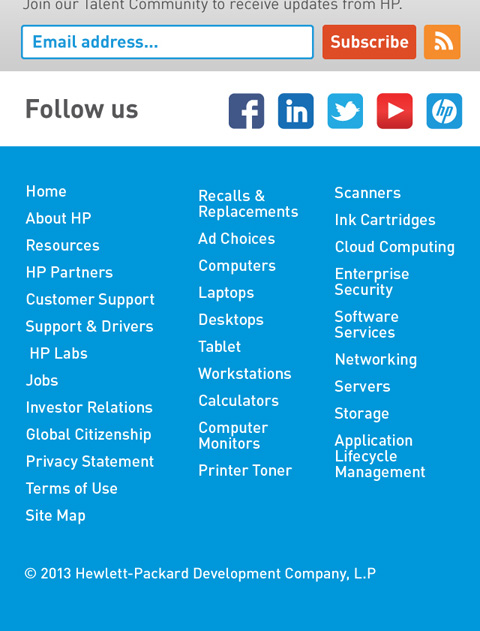 Join our Talent Community to receive updates from HP.
Email address...
Subscribe
Follow us
f
in
hp
Home
About HP
Resources
HP Partners
Customer Support
Support & Drivers
HP Labs
Jobs
Investor Relations
Global Citizenship
Privacy Statement
Terms of Use
Site Map
Recalls &
Replacements
Ad Choices
Computers
Laptops
Desktops
Tablet
Workstations
Calculators
Computer
Monitors
Printer Toner
Scanners
Ink Cartridges
Cloud Computing
Enterprise
Security
Software
Services
Networking
Servers
Storage
Application
Lifecycle
Management
© 2013 Hewlett-Packard Development Company, L.P